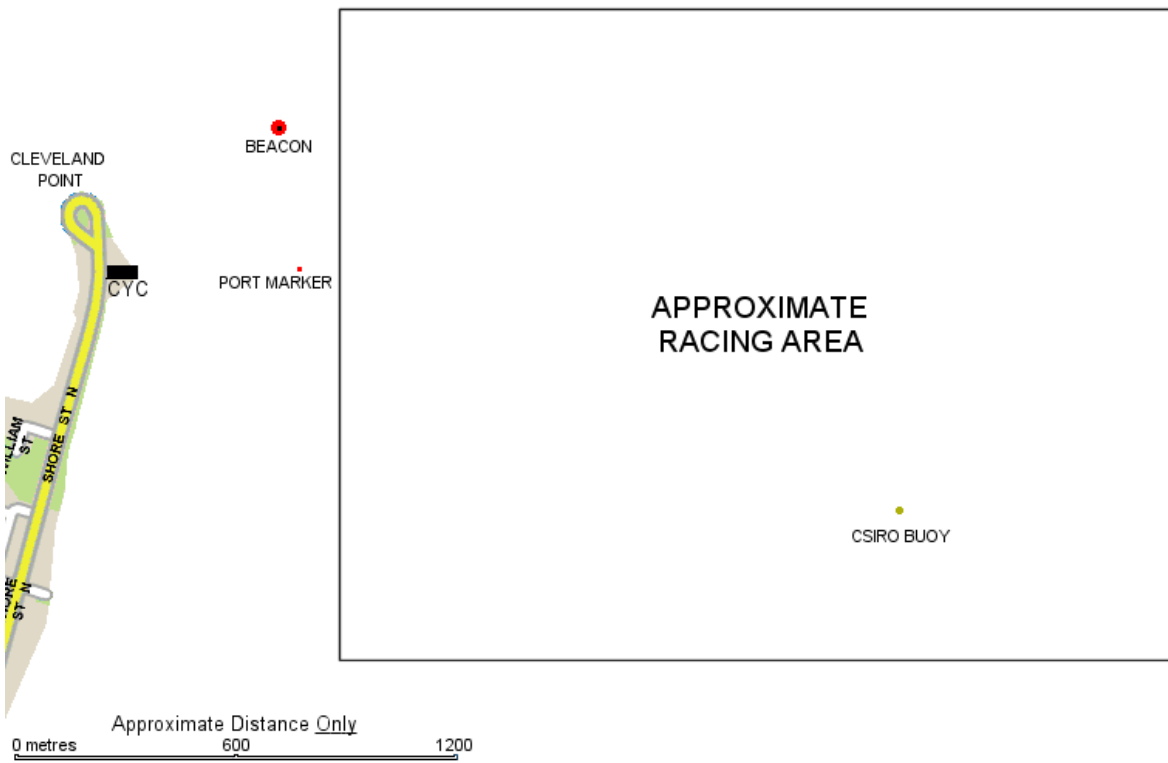 BEACON
CLEVELAND
POINT
PORT MARKER
CYC
APPROXIMATE
RACING AREA
SHORE ST N
ST
CSIRO BUOY
ST N
Approximate Distance Only
0 metres 600 1200